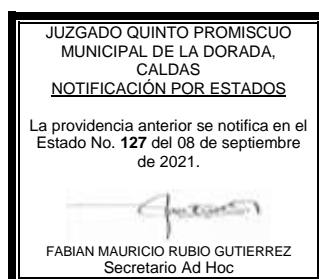 JUZGADO QUINTO PROMISCUO
MUNICIPAL DE LA DORADA,
CALDAS
NOTIFICACIÓN POR ESTADOS
La providencia anterior se notifica en el
Estado No. 127 del 08 de septiembre
de 2021.
FABIAN MAURICIO RUBIO GUTIERREZ
Secretario Ad Hoc